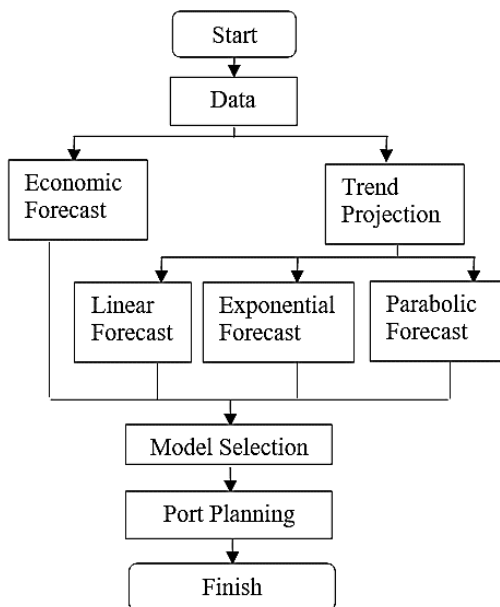 Start
Data
Economic
Forecast
Trend
Projection
Linear
Forecast
Exponential
Forecast
Parabolic
Forecast
Model Selection
Port Planning
Finish